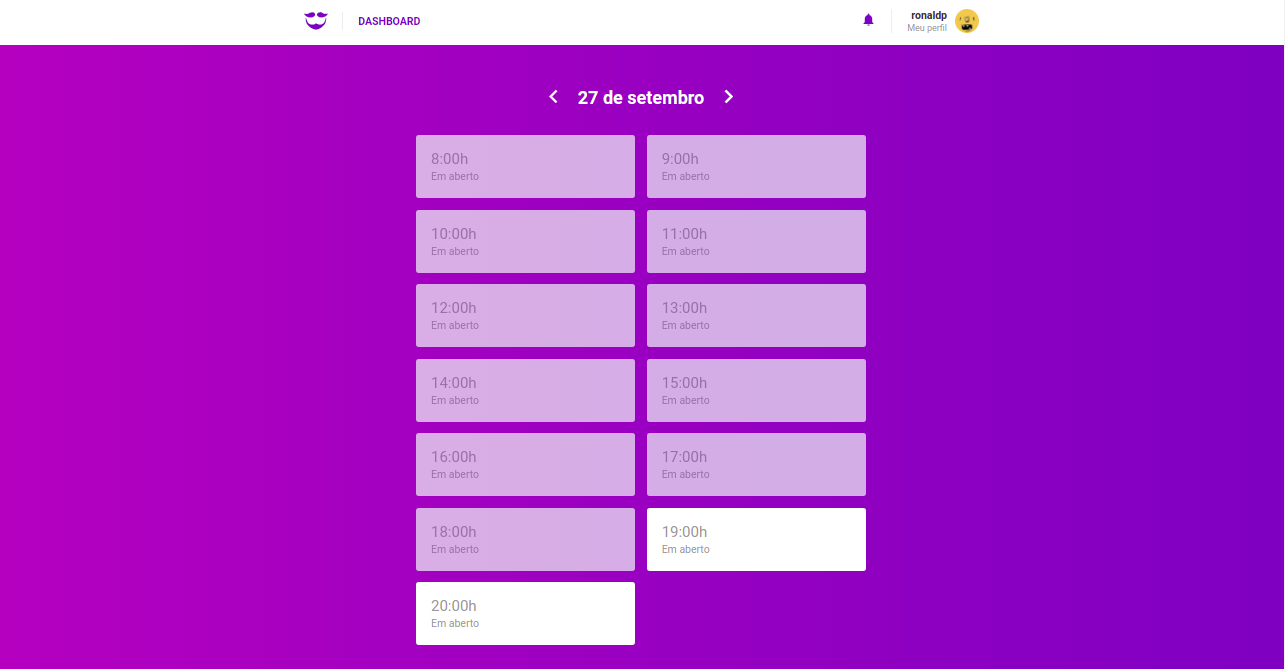 DASHBOARD
ronaldp
Meu perfil
27 de setembro
8:00h
Em aberto
9:00h
Em aberto
10:00h
Em aberto
11:00h
Em aberto
12:00h
Em aberto
13:00h
Em aberto
14:00h
Em aberto
15:00h
Em aberto
16:00h
Em aberto
17:00h
Em aberto
18:00h
Em aberto
19:00h
Em aberto
20:00h
Em aberto